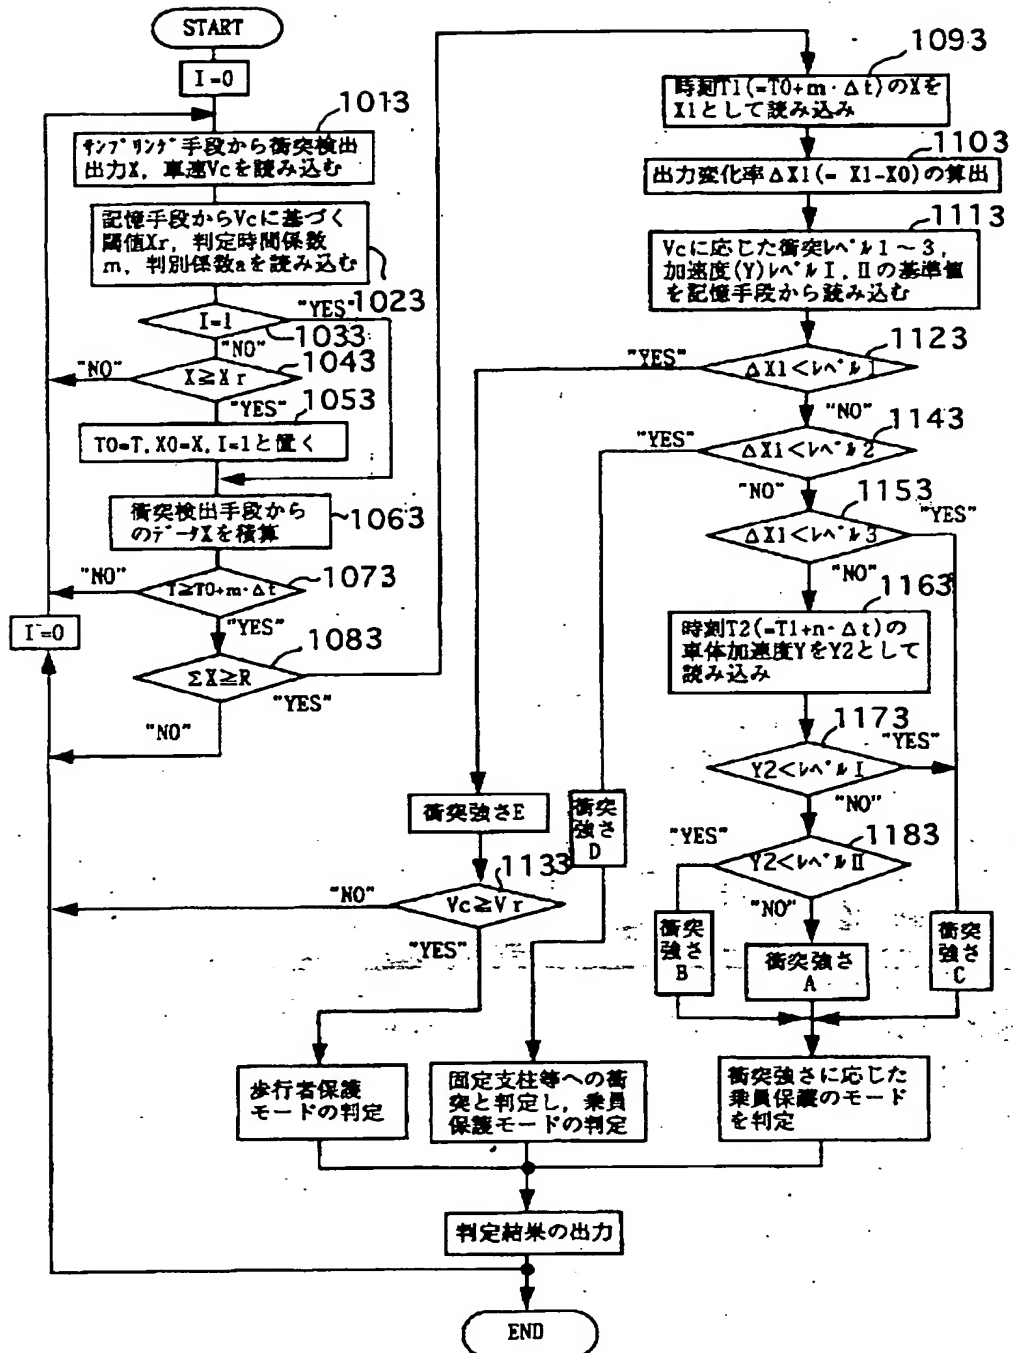 START
I=0
1013
サンプリング手段から衝突検出
出力X, 車速Vcを読み込む
記憶手段からVcに基づく
閾値Xr, 判定時間係数
m, 判別係数aを読み込む
1023
"YES"
I=1
1033
"NO"
1043
"NO"
X≧Xr
"YES"
1053
T0=T, X0=X, I=1と置く
衝突検出手段から
のデータXを積算
1063
"NO"
T≧T0+m·Δt
1073
I=0
"YES"
1083
ΣX≧R
"YES"
"NO"
1093
時刻T1(=T0+m·Δt)のXを
X1として読み込み
1103
出力変化率ΔX1(= X1-X0)の算出
1113
Vcに応じた衝突レベル1~3,
加速度(Y)レベルI, IIの基準値
を記憶手段から読み込む
1123
"YES"
ΔX1<レベル1
"NO"
1143
"YES"
ΔX1<レベル2
"NO"
1153
"YES"
ΔX1<レベル3
"NO"
1163
時刻T2(=T1+n·Δt)の
車体加速度YをY2として
読み込み
1173
"YES"
Y2<レベルI
"NO"
1183
"YES"
Y2<レベルII
"NO"
衝突強さE
衝突
強さ
D
1133
"NO"
Vc≧Vr
"YES"
衝突
強さ
B
衝突強さ
A
衝突
強さ
C
歩行者保護
モードの判定
固定支柱等への衝
突と判定し, 乗員
保護モードの判定
衝突強さに応じた
乗員保護のモード
を判定
判定結果の出力
END